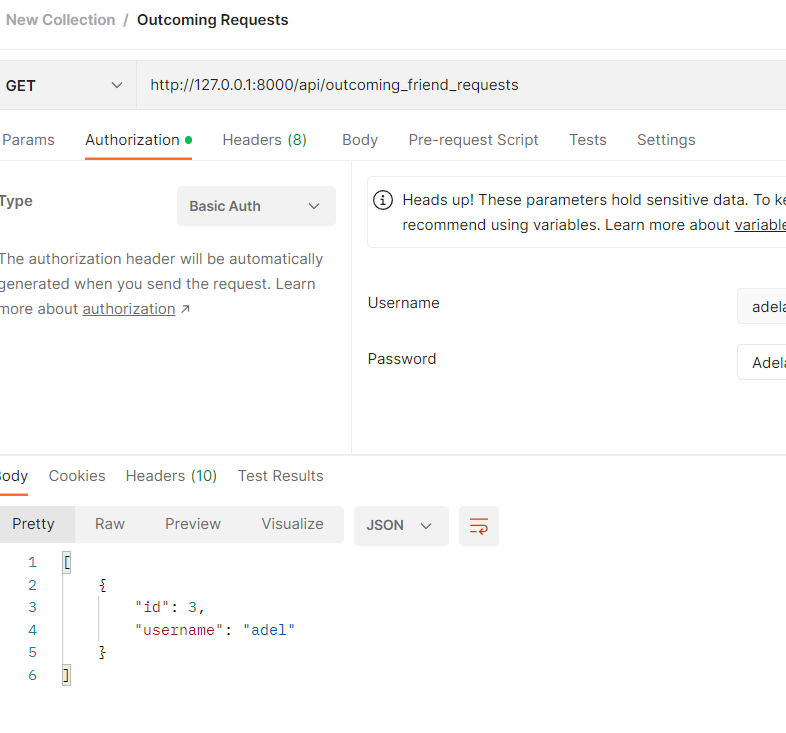 New Collection / Outcoming Requests
GET http://127.0.0.1:8000/api/outcoming_friend_requests
Params Authorization Headers (8) Body Pre-request Script Tests Settings
Type Basic Auth
The authorization header will be automatically
generated when you send the request. Learn
more about authorization ↗
Heads up! These parameters hold sensitive data. To ke
recommend using variables. Learn more about variable
Username adela
Password Adela
Body Cookies Headers (10) Test Results
Pretty Raw Preview Visualize JSON
1 [
2 {
3 "id": 3,
4 "username": "adel"
5 }
6 ]